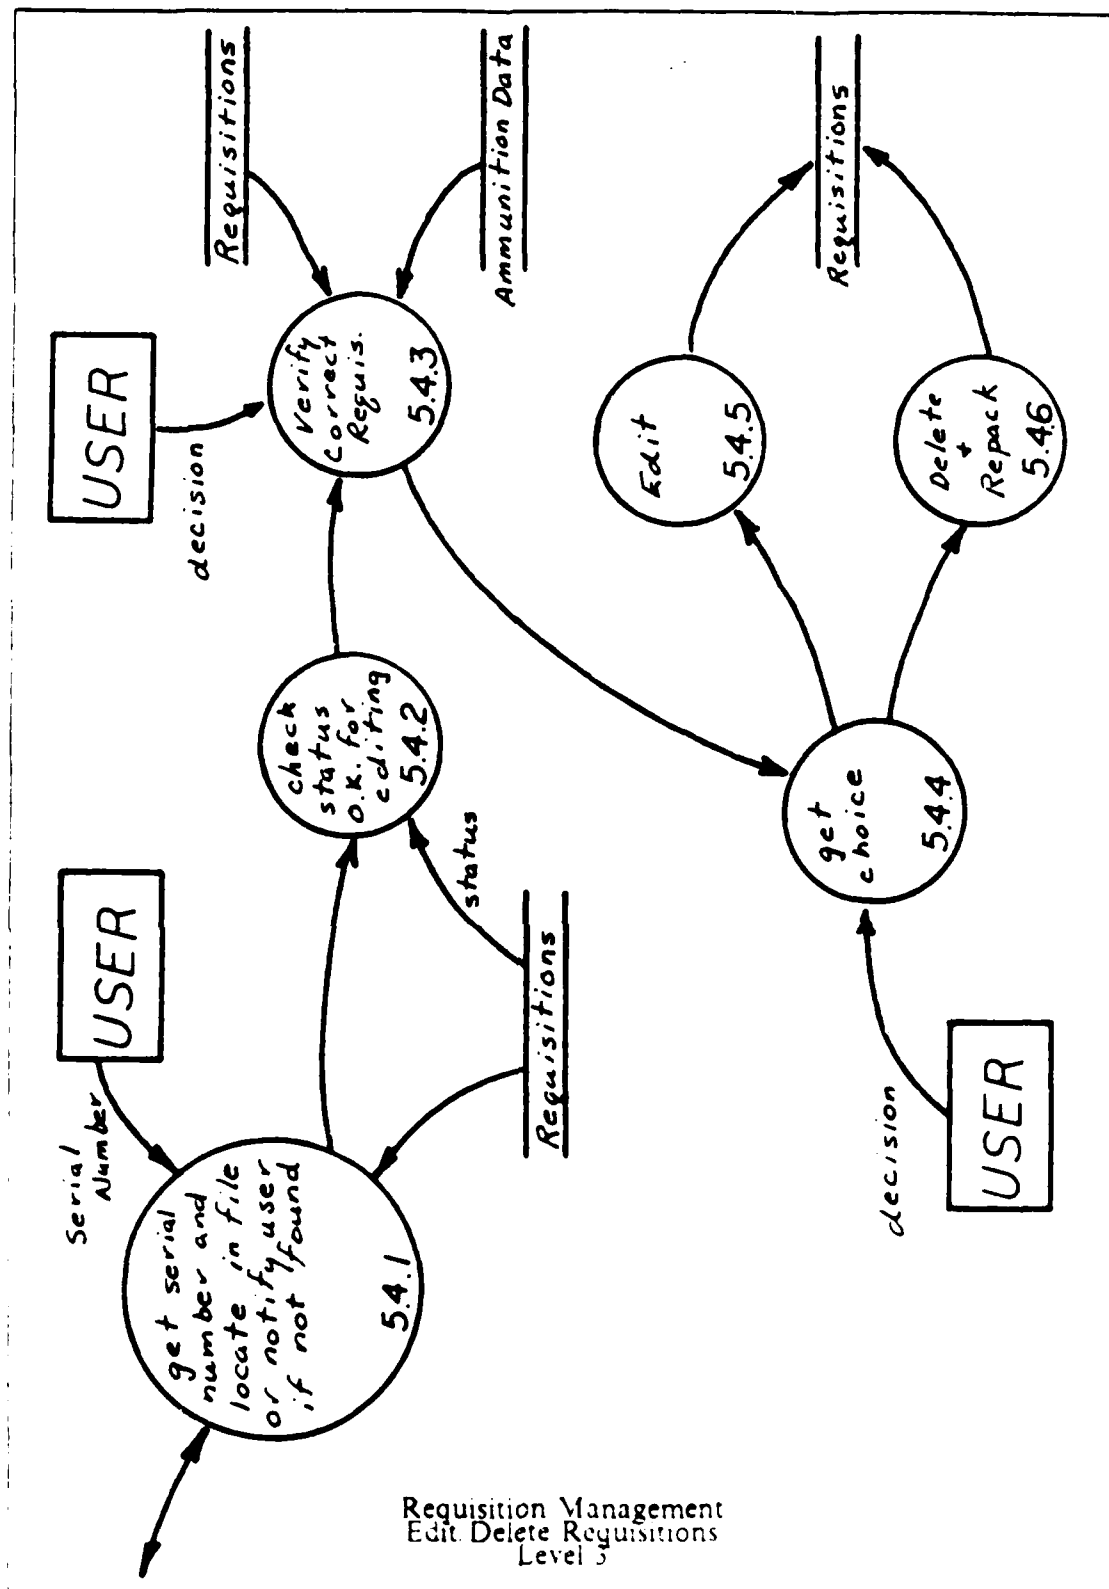 Serial
Number
USER
get serial
number and
locate in file
or notify user
if not found
5.4.1
Requisitions
status
check
status
o.k. for
editing
5.4.2
USER
decision
Verify
Correct
Requis.
5.4.3
Requisitions
Ammunition Data
USER
decision
get
choice
5.4.4
Edit
5.4.5
Delete
+
Repack
5.4.6
Requisitions
Requisition Management
Edit Delete Requisitions
Level 3